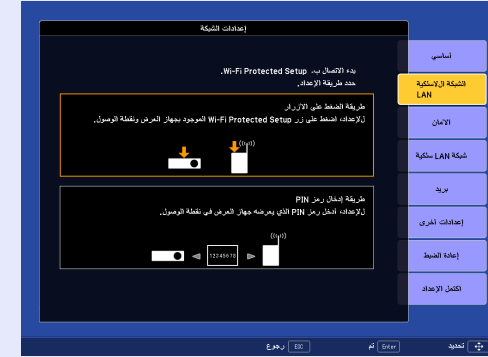 إعدادات الشبكة
أساسي
الشبكة الالاسلكية
LAN
الأمان
شبكة LAN سلكية
بريد
إعدادات أخرى
إعادة الضبط
اكتمل الإعداد
بدء الاتصال بـ Wi-Fi Protected Setup.
حدد طريقة الإعداد.
طريقة الضغط على الأزرار
للإعداد، اضغط على زر Wi-Fi Protected Setup الموجود بجهاز العرض ونقطة الوصول.
طريقة إدخال رمز PIN
للإعداد، أدخل رمز PIN الذي يعرضه جهاز العرض في نقطة الوصول.
12345678
تحديد Enter تم ESC رجوع